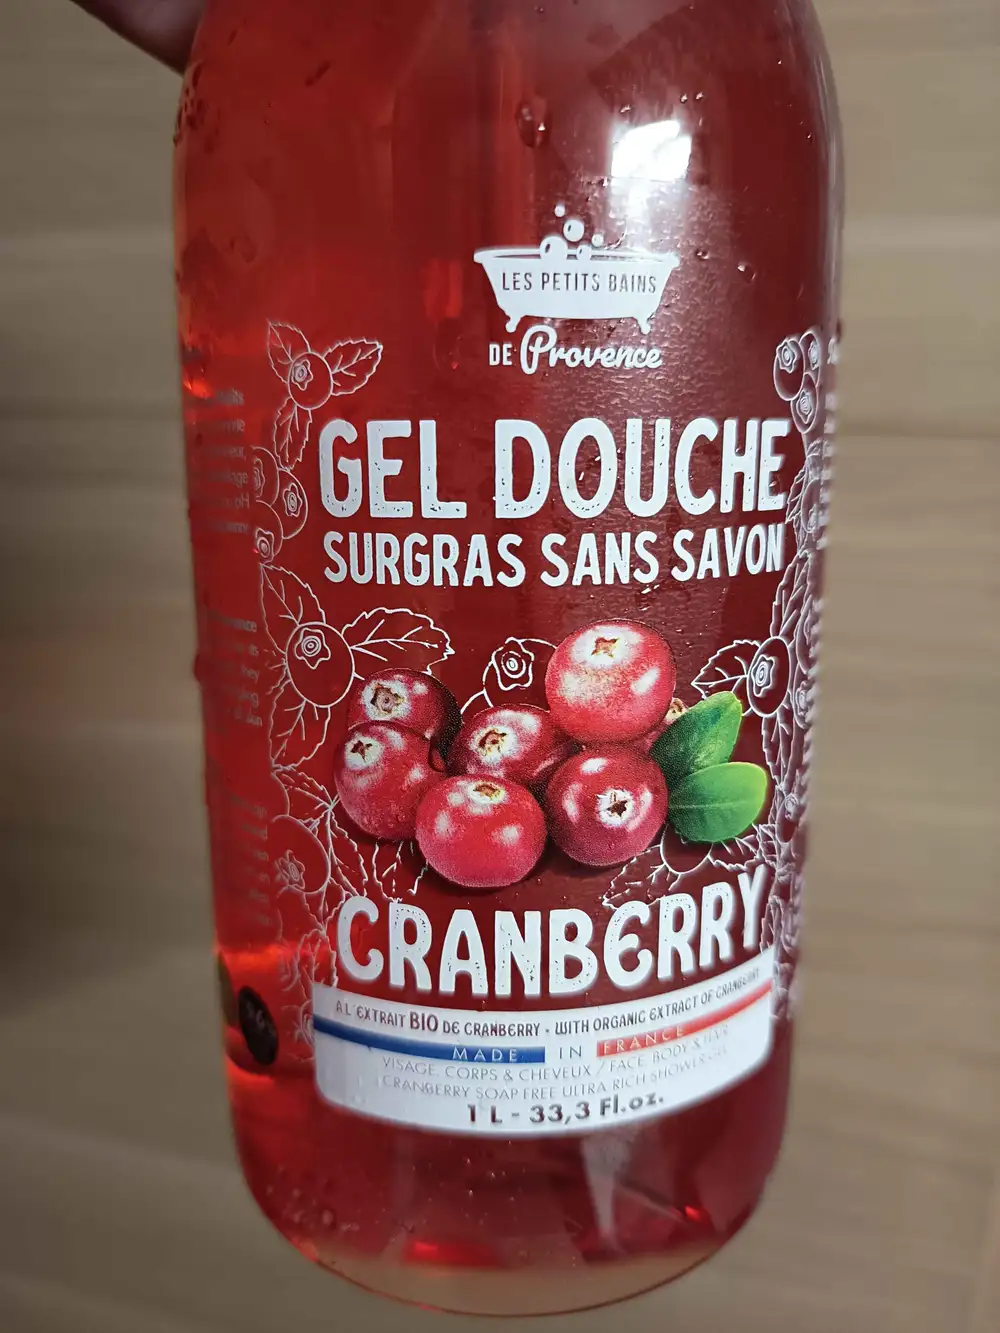 LES PETITS BAINS
DE Provence
GEL DOUCHE
SURGRAS SANS SAVON
CRANBERRY
A L'EXTRAIT BIO DE CRANBERRY - WITH ORGANIC EXTRACT OF CRANBERRY
MADE IN FRANCE
VISAGE, CORPS & CHEVEUX / FACE, BODY & HAIR
CRANBERRY SOAP FREE ULTRA RICH SHOWER GEL
1 L - 33,3 Fl.oz.